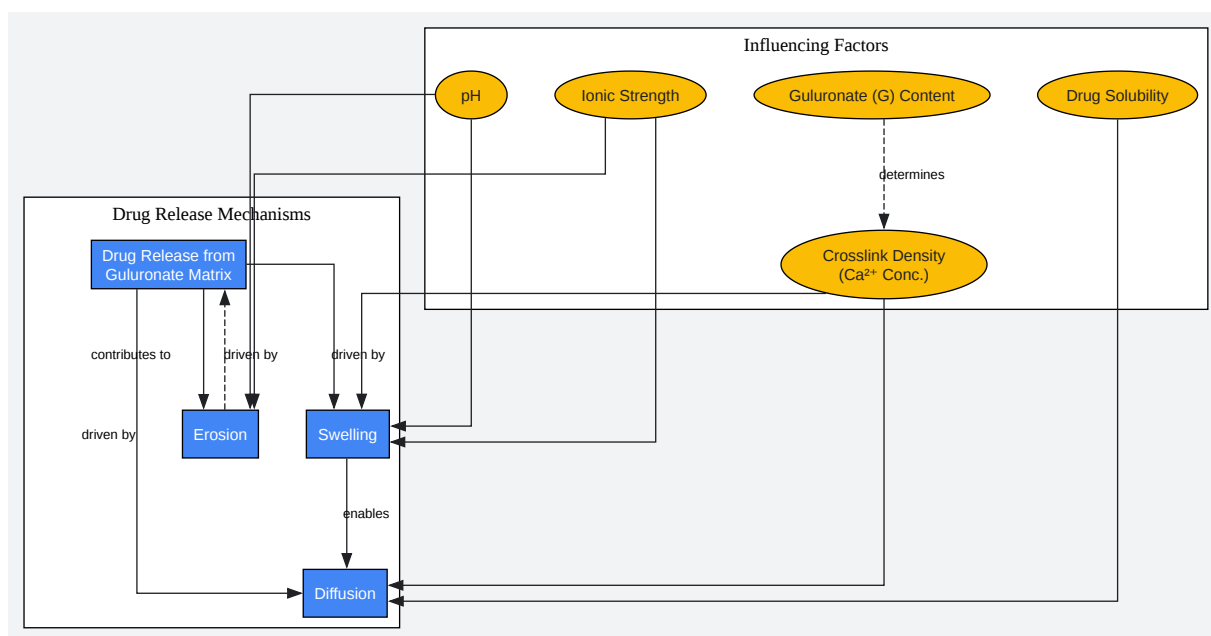 Influencing Factors
pH
Ionic Strength
Guluronate (G) Content
Drug Solubility
determines
Drug Release Mechanisms
Drug Release from
Guluronate Matrix
Crosslink Density
(Ca²⁺ Conc.)
contributes to
driven by
driven by
driven by
Erosion
Swelling
enables
Diffusion